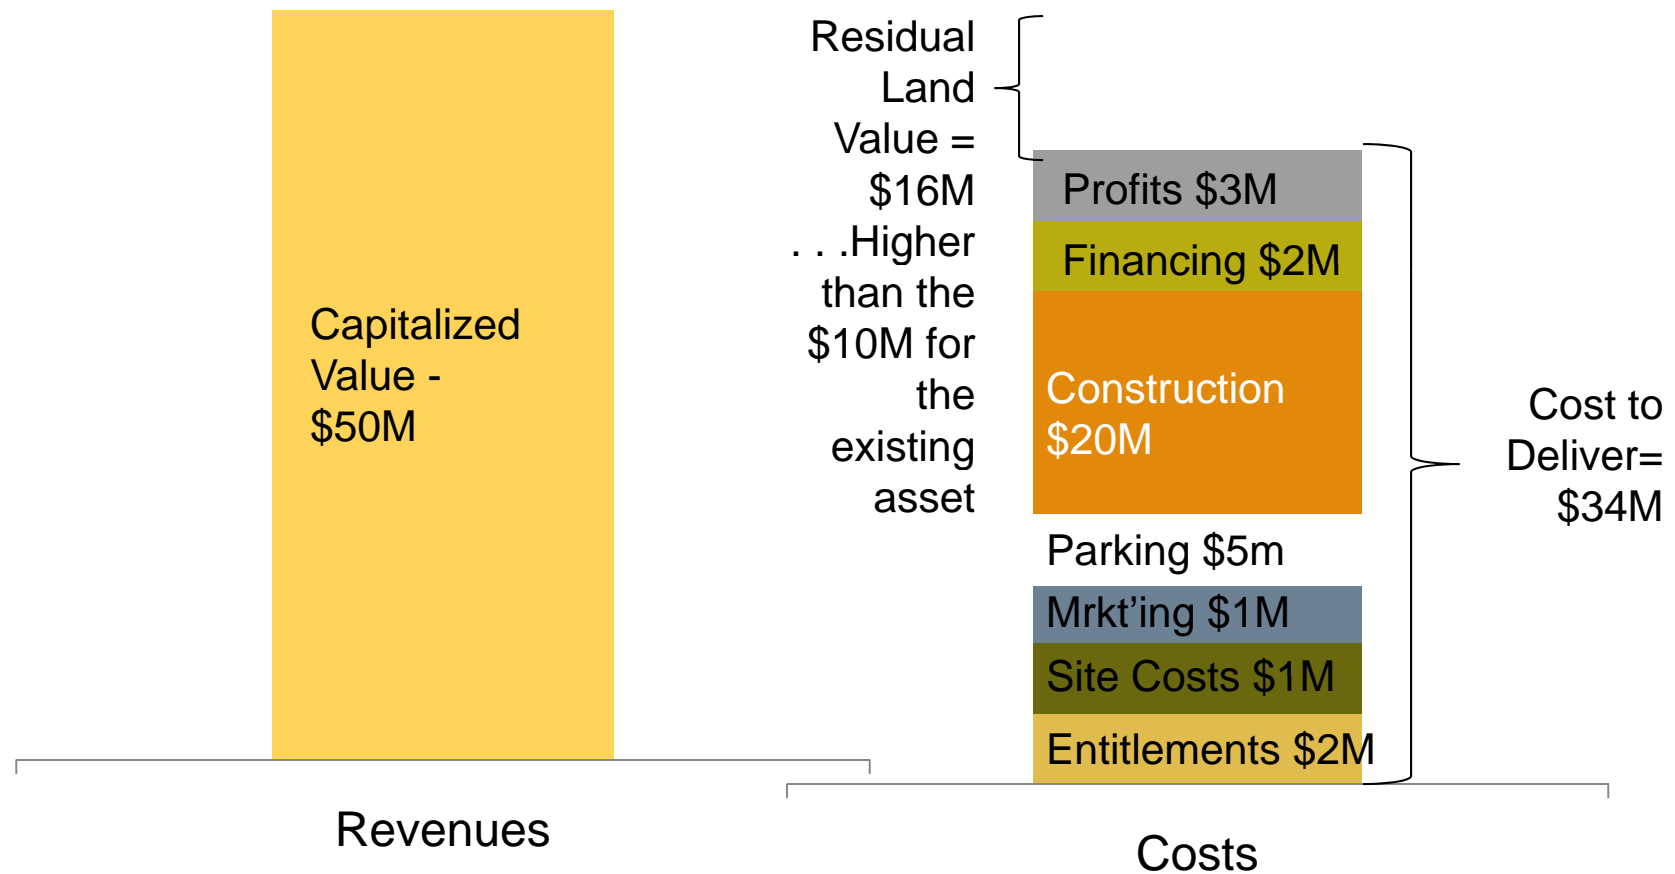 Capitalized
Value -
$50M
Revenues
Residual
Land
Value =
$16M
. . .Higher
than the
$10M for
the
existing
asset
Profits $3M
Financing $2M
Construction
$20M
Parking $5m
Mrkt’ing $1M
Site Costs $1M
Entitlements $2M
Costs
Cost to
Deliver=
$34M